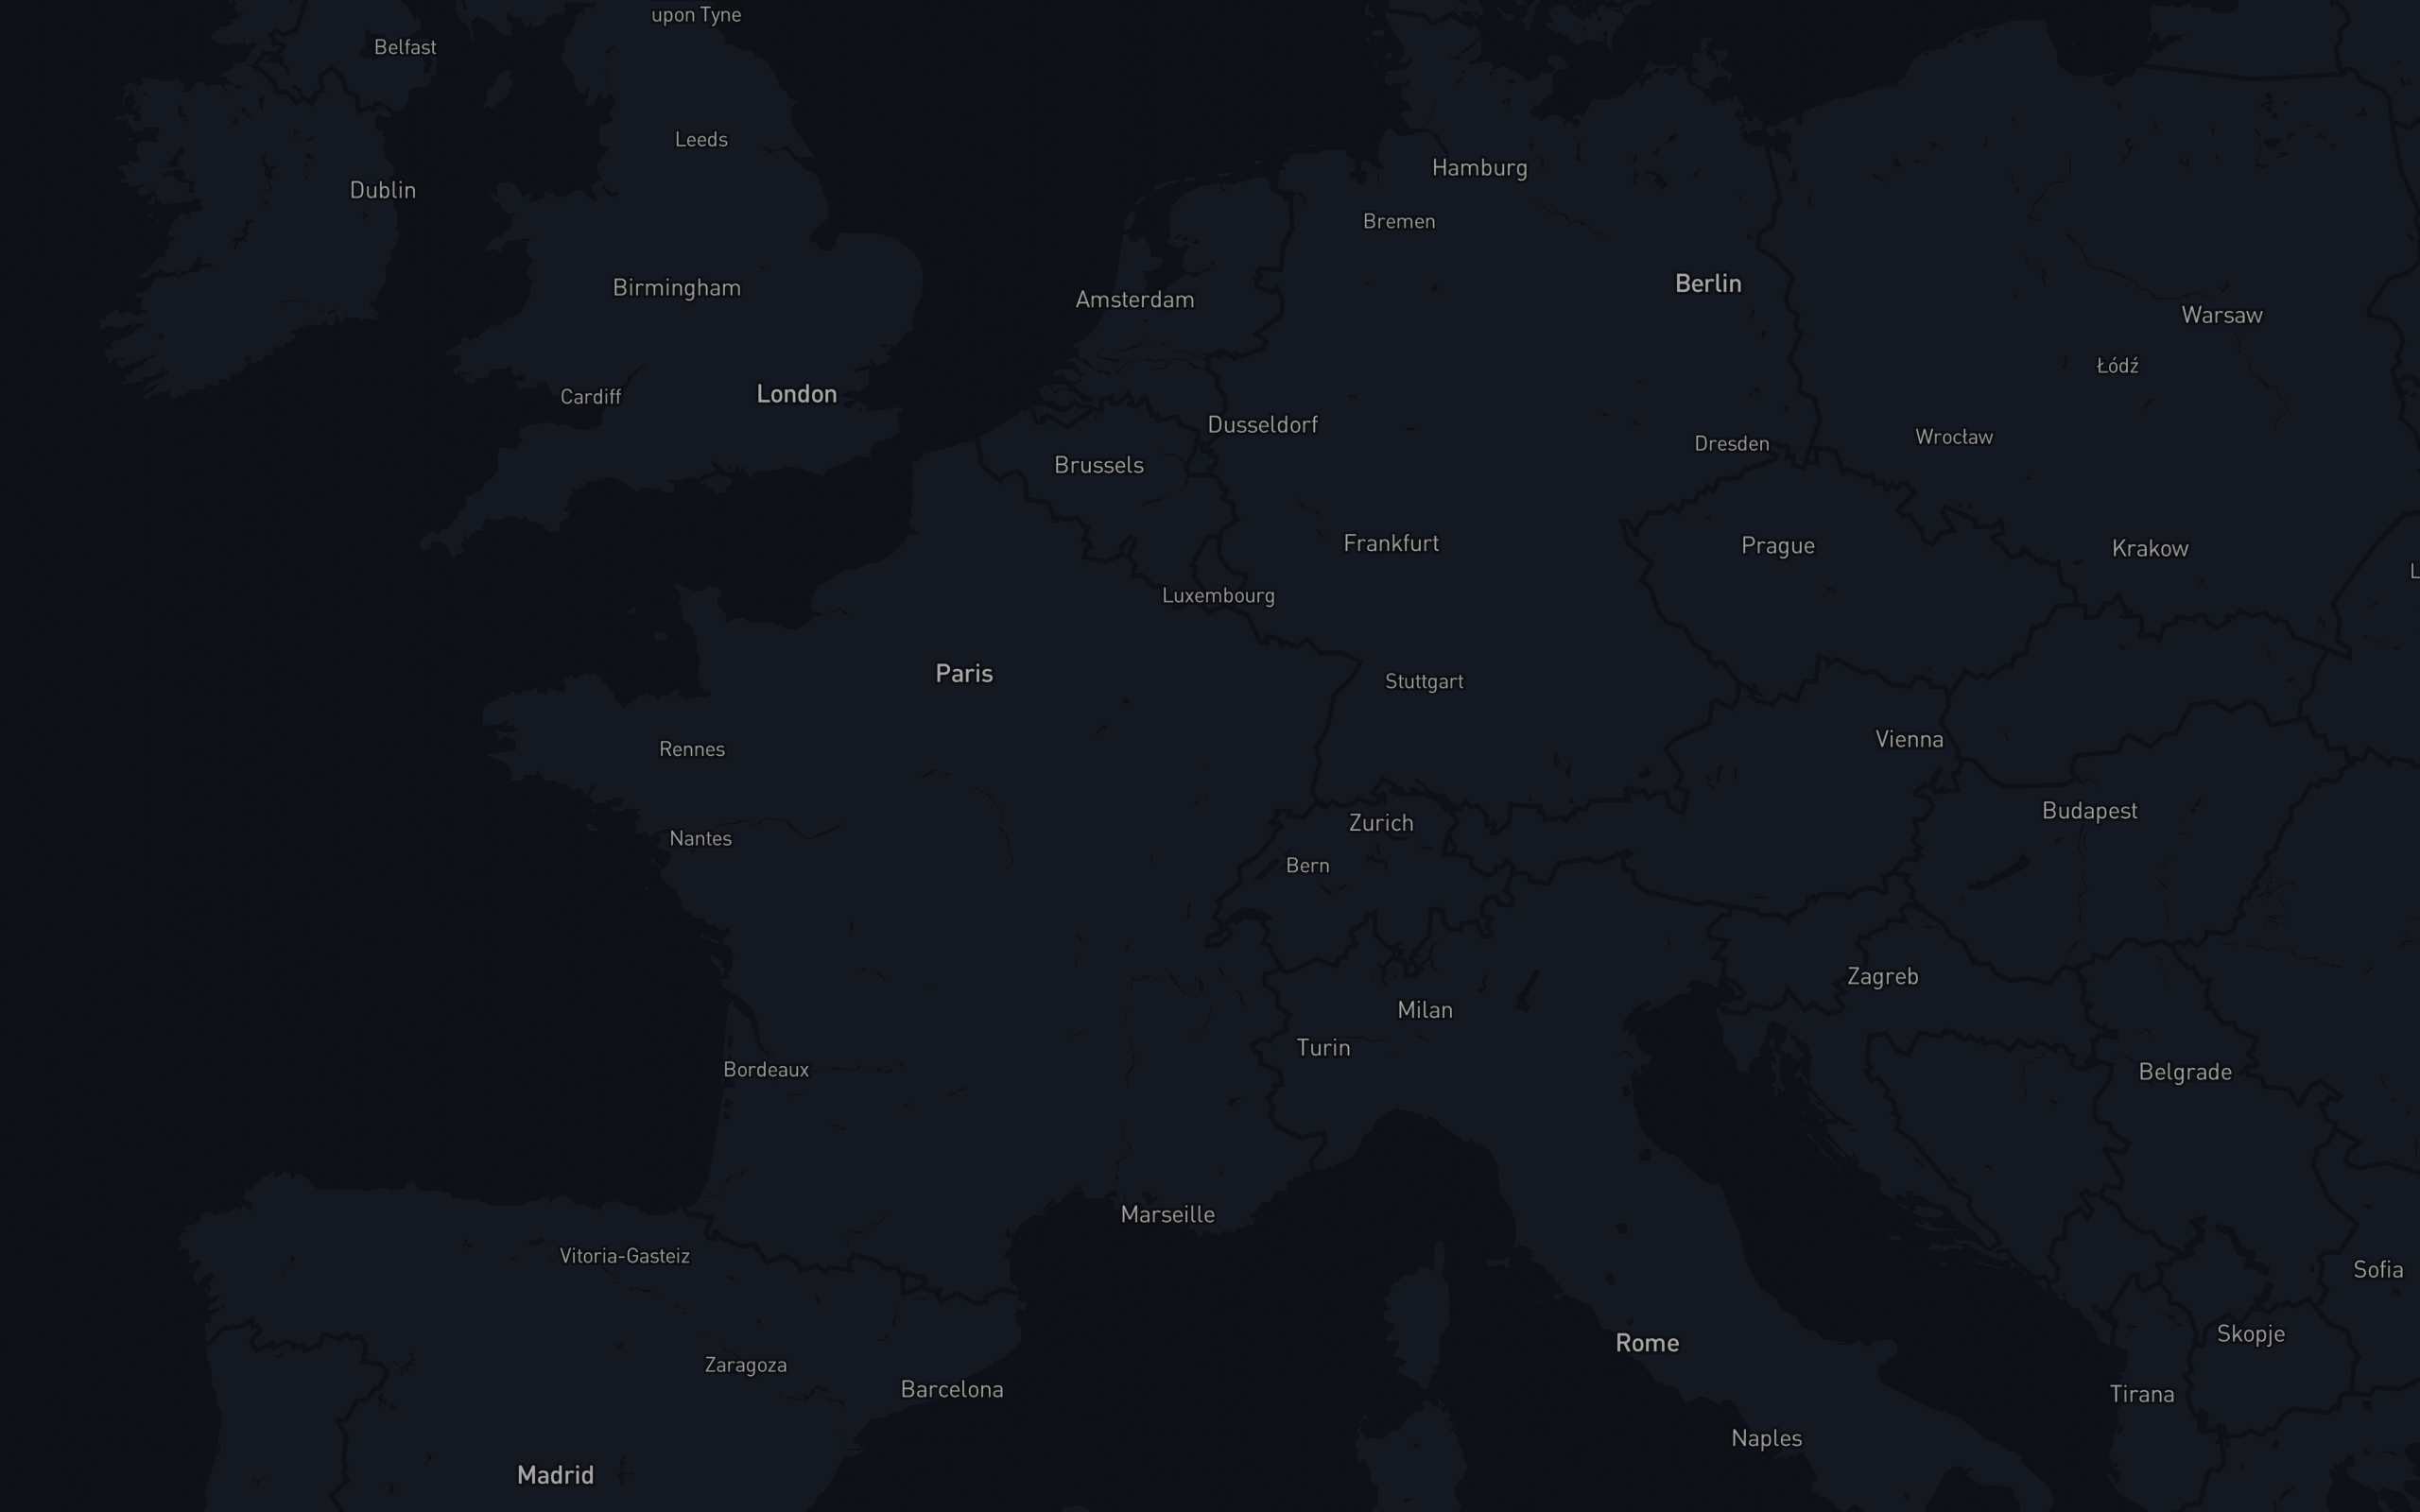 upon Tyne
Belfast
Leeds
Hamburg
Dublin
Bremen
Berlin
Birmingham
Amsterdam
Warsaw
Łódź
London
Cardiff
Dusseldorf
Wrocław
Dresden
Brussels
Frankfurt
Prague
Krakow
L
Luxembourg
Paris
Stuttgart
Vienna
Rennes
Budapest
Zurich
Nantes
Bern
Zagreb
Milan
Turin
Bordeaux
Belgrade
Marseille
Vitoria-Gasteiz
Sofia
Skopje
Rome
Zaragoza
Barcelona
Tirana
Naples
Madrid